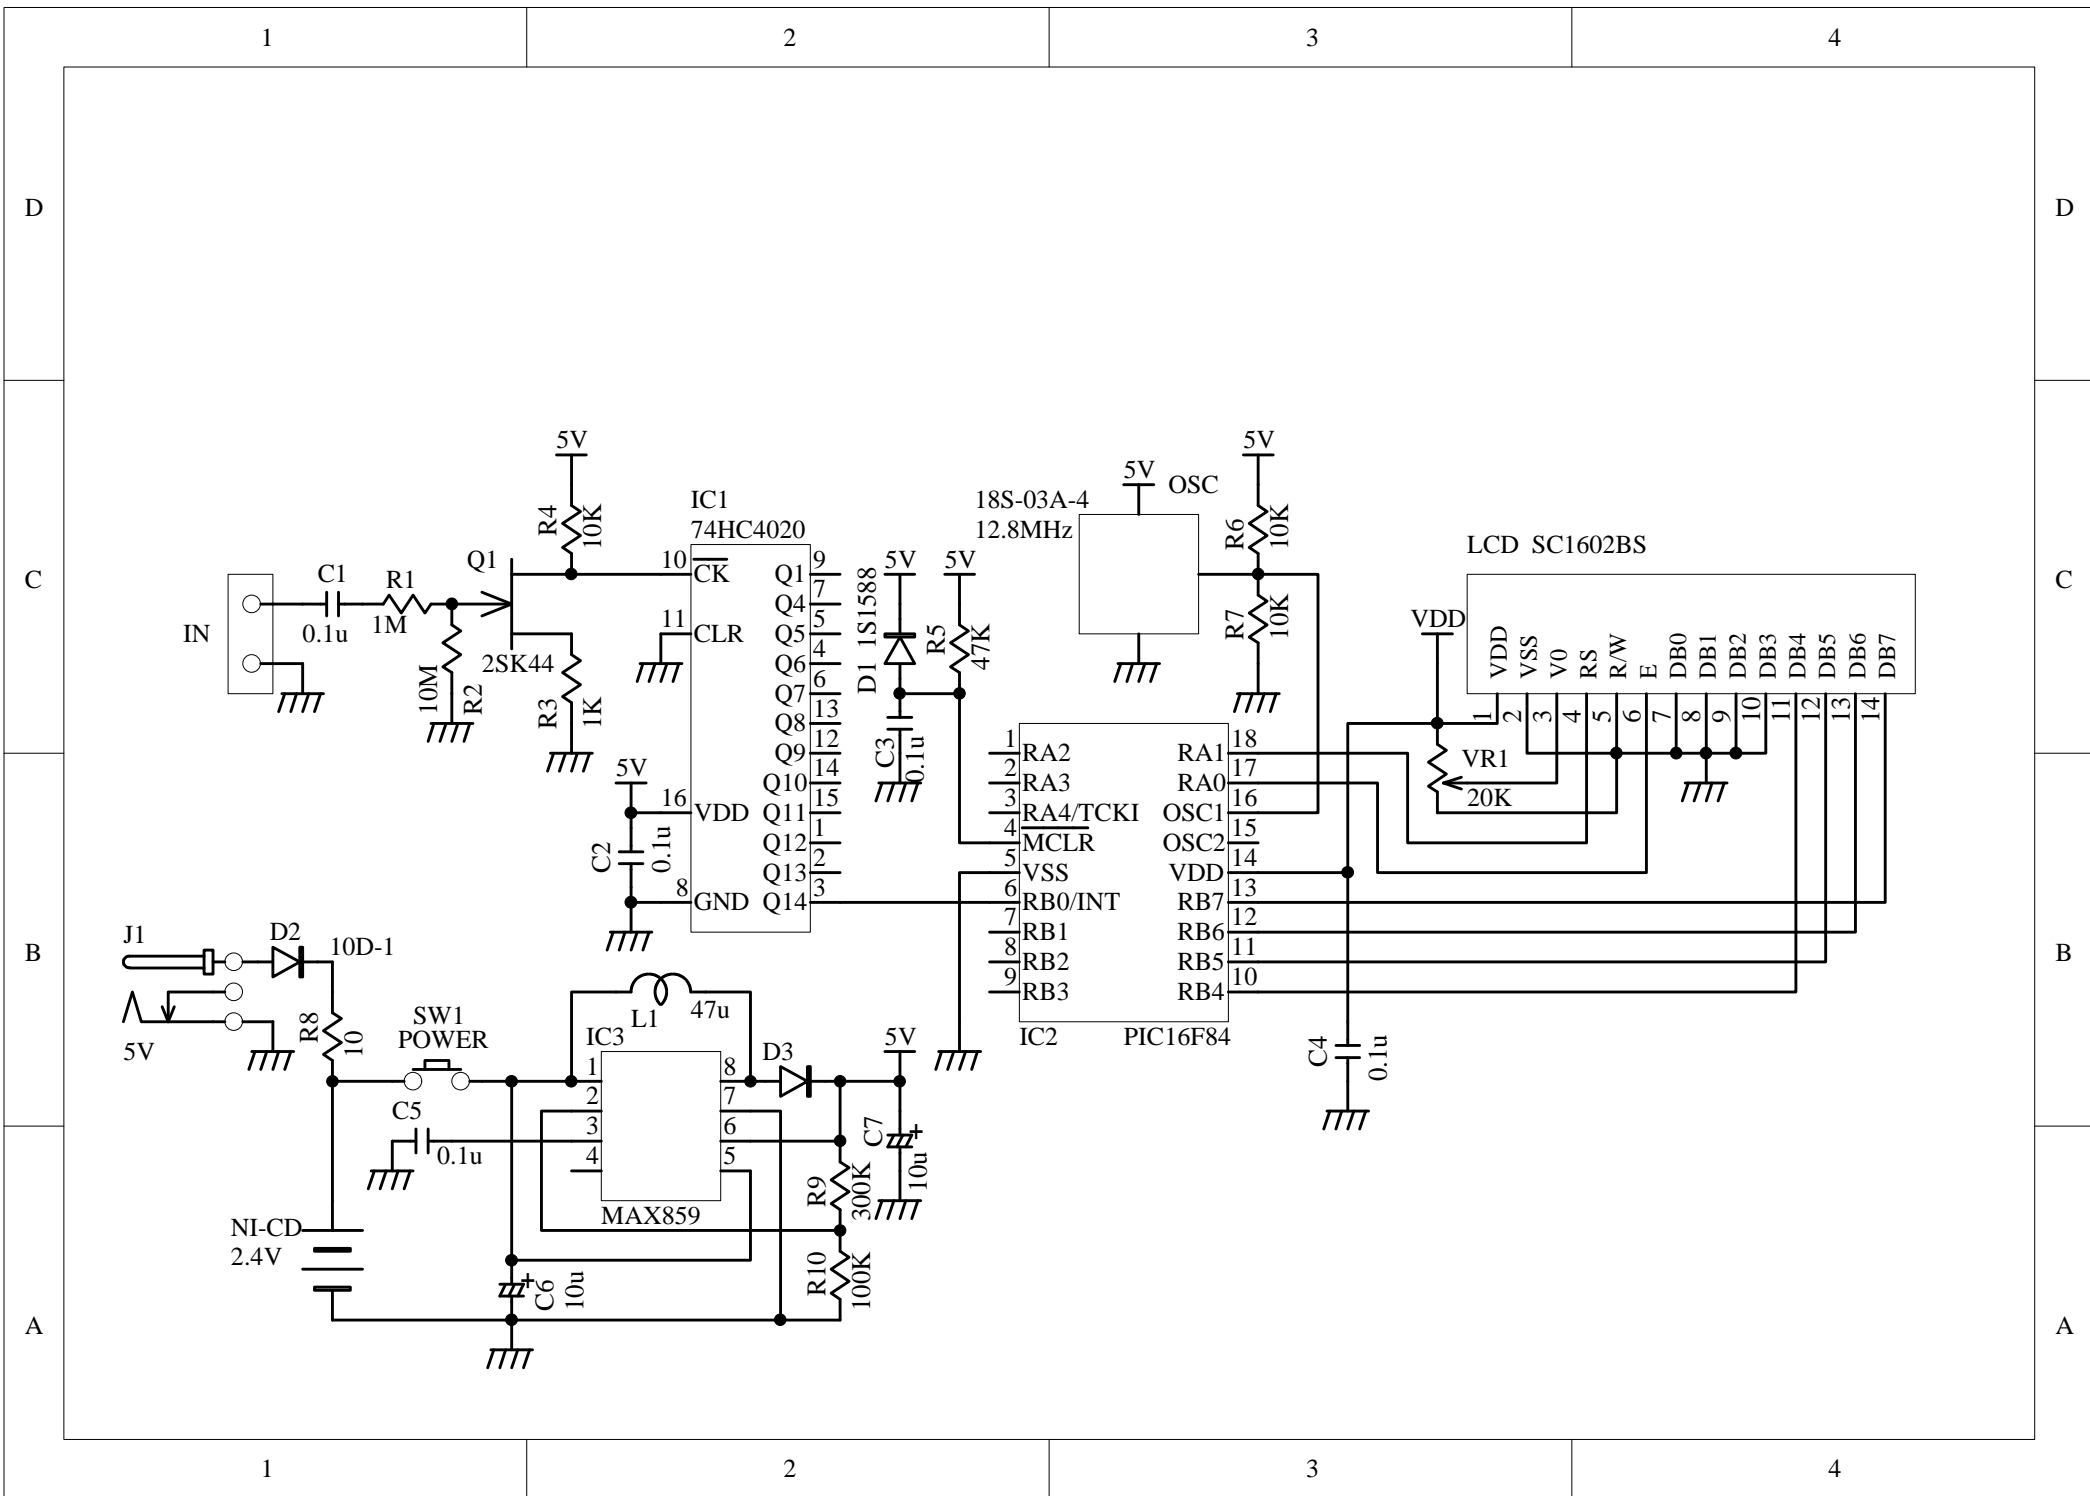 1 2 3 4
D D
C C
B B
A A
1 2 3 4
5V
R4
10K
IC1
74HC4020
10 CK
11 CLR
16 VDD
8 GND
Q1 9
Q4 7
Q5 5
Q6 4
Q7 6
Q8 13
Q9 12
Q10 14
Q11 15
Q12 1
Q13 2
Q14 3
IN
C1
0.1u
R1
1M
10M
R2
Q1
2SK44
R3
1K
5V
C2
0.1u
5V
D1 1S1588
5V
R5
47K
C3
0.1u
18S-03A-4
12.8MHz
5V
OSC
5V
R6
10K
R7
10K
1 RA2
2 RA3
3 RA4/TCKI
4 MCLR
5 VSS
6 RB0/INT
7 RB1
8 RB2
9 RB3
RA1 18
RA0 17
OSC1 16
OSC2 15
VDD 14
RB7 13
RB6 12
RB5 11
RB4 10
IC2
PIC16F84
C4
0.1u
LCD SC1602BS
VDD
VDD VSS V0 RS R/W E DB0 DB1 DB2 DB3 DB4 DB5 DB6 DB7
1 2 3 4 5 6 7 8 9 10 11 12 13 14
VR1
20K
J1
5V
D2
10D-1
R8
10
SW1
POWER
L1
47u
IC3
1
2
3
4
8
7
6
5
MAX859
D3
5V
C5
0.1u
C7
+
10u
R9
300K
R10
100K
NI-CD
2.4V
C6
+
10u